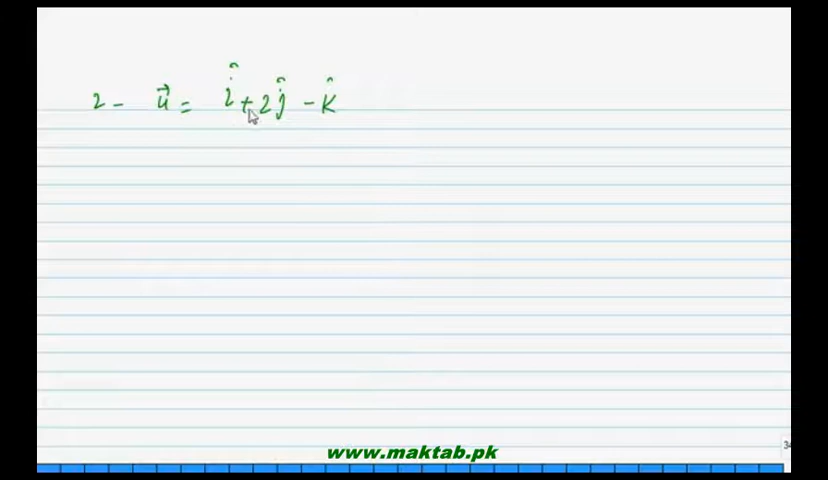 2 - u⃗ = î + 2ĵ - k̂
www.maktab.pk